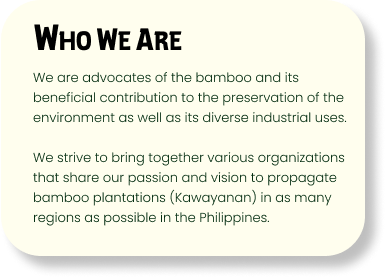 Who We Are
We are advocates of the bamboo and its
beneficial contribution to the preservation of the
environment as well as its diverse industrial uses.
We strive to bring together various organizations
that share our passion and vision to propagate
bamboo plantations (Kawayanan) in as many
regions as possible in the Philippines.